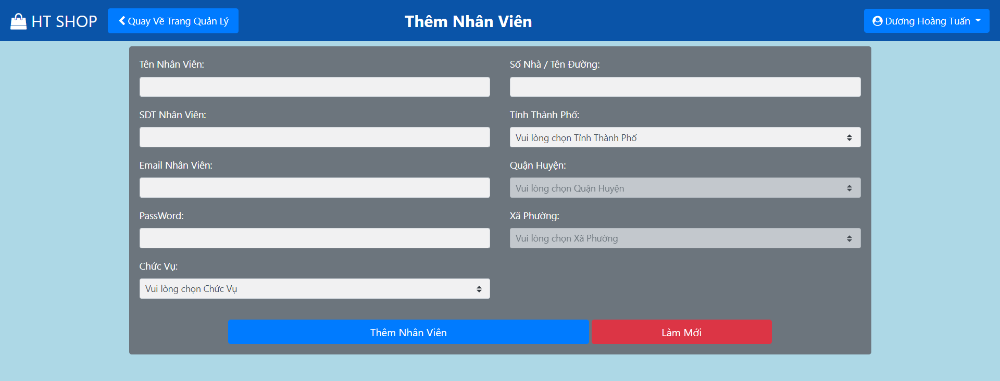 HT SHOP
Quay Về Trang Quản Lý
Thêm Nhân Viên
Dương Hoàng Tuấn
Tên Nhân Viên:
SDT Nhân Viên:
Email Nhân Viên:
PassWord:
Chức Vụ:
Vui lòng chọn Chức Vụ
Số Nhà / Tên Đường:
Tỉnh Thành Phố:
Vui lòng chọn Tỉnh Thành Phố
Quận Huyện:
Vui lòng chọn Quận Huyện
Xã Phường:
Vui lòng chọn Xã Phường
Thêm Nhân Viên
Làm Mới